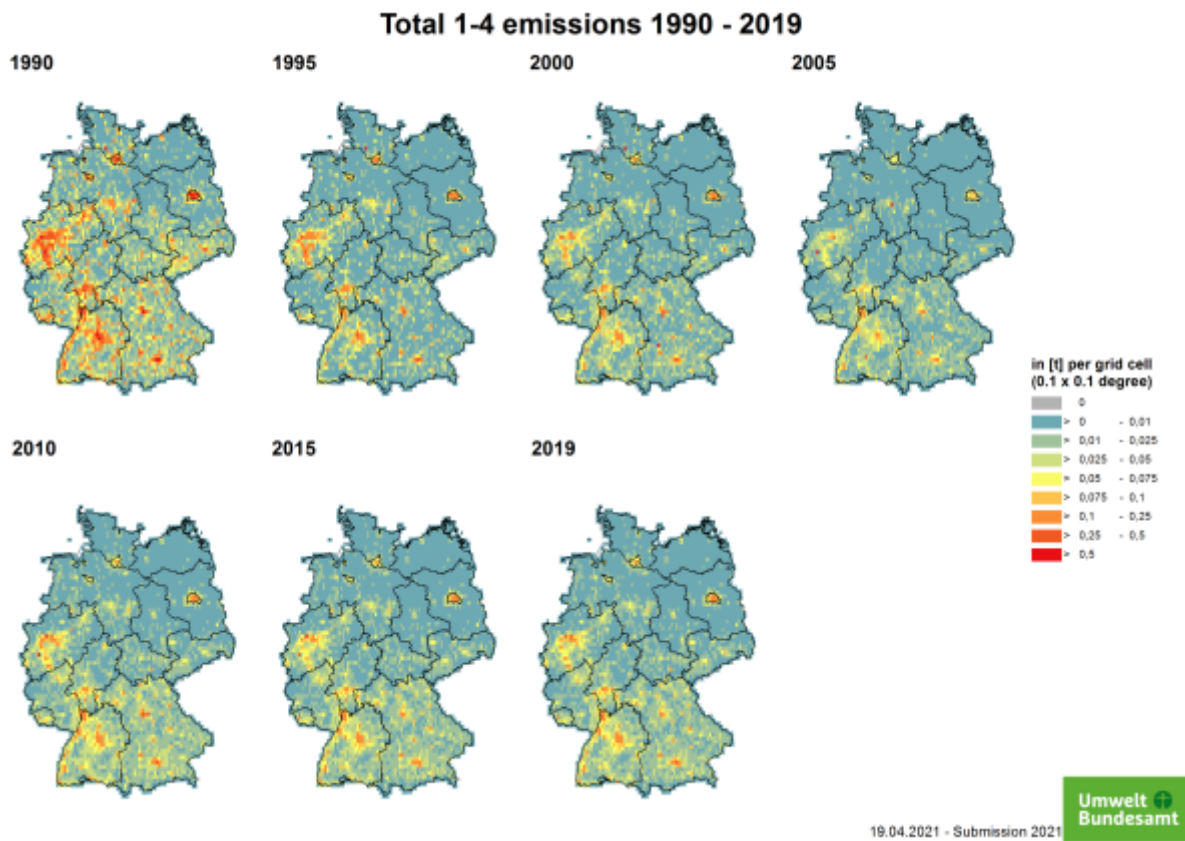 Total 1-4 emissions 1990 - 2019
1990 1995 2000 2005
in [t] per grid cell
(0.1 x 0.1 degree)
0
> 0 - 0,01
> 0,01 - 0,025
> 0,025 - 0,05
> 0,05 - 0,075
> 0,075 - 0,1
> 0,1 - 0,25
> 0,25 - 0,5
> 0,5
2010 2015 2019
Umwelt
Bundesamt
19.04.2021 - Submission 2021